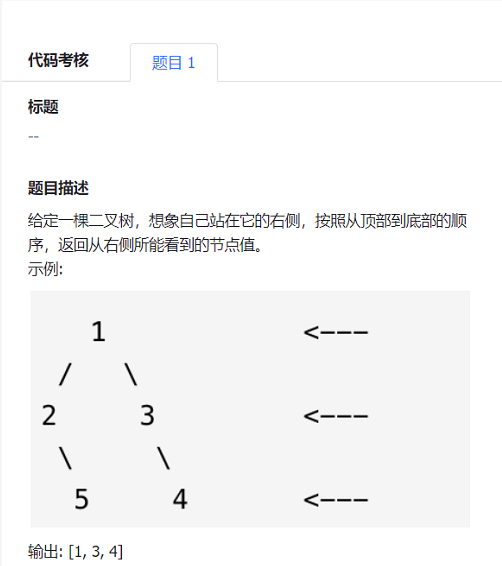 代码考核 题目 1
标题
--
题目描述
给定一棵二叉树，想象自己站在它的右侧，按照从顶部到底部的顺
序，返回从右侧所能看到的节点值。
示例:
1 <---
/ \
2 3 <---
\ \
5 4 <---
输出: [1, 3, 4]